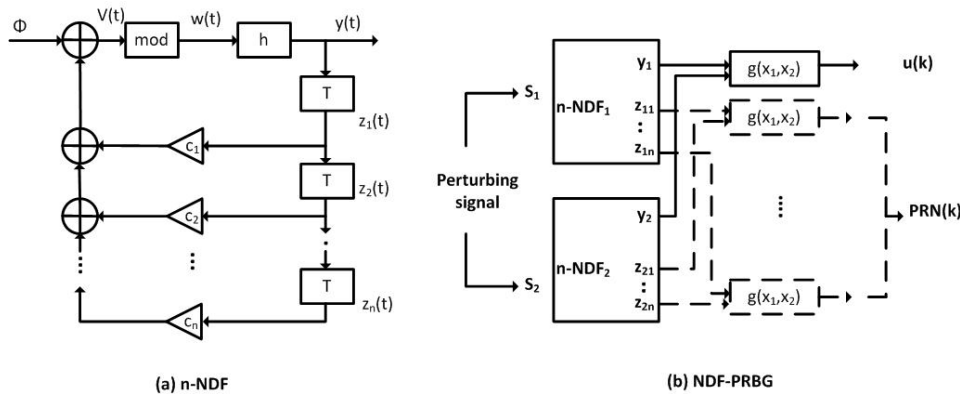 Φ V(t) mod w(t) h y(t)
T
z₁(t)
c₁
T z₂(t)
c₂
T
zₙ(t)
cₙ
(a) n-NDF
Perturbing
signal
S₁
S₂
n-NDF₁
y₁
z₁₁
z₁ₙ
n-NDF₂
y₂
z₂₁
z₂ₙ
g(x₁,x₂)
g(x₁,x₂)
g(x₁,x₂)
u(k)
PRN(k)
(b) NDF-PRBG